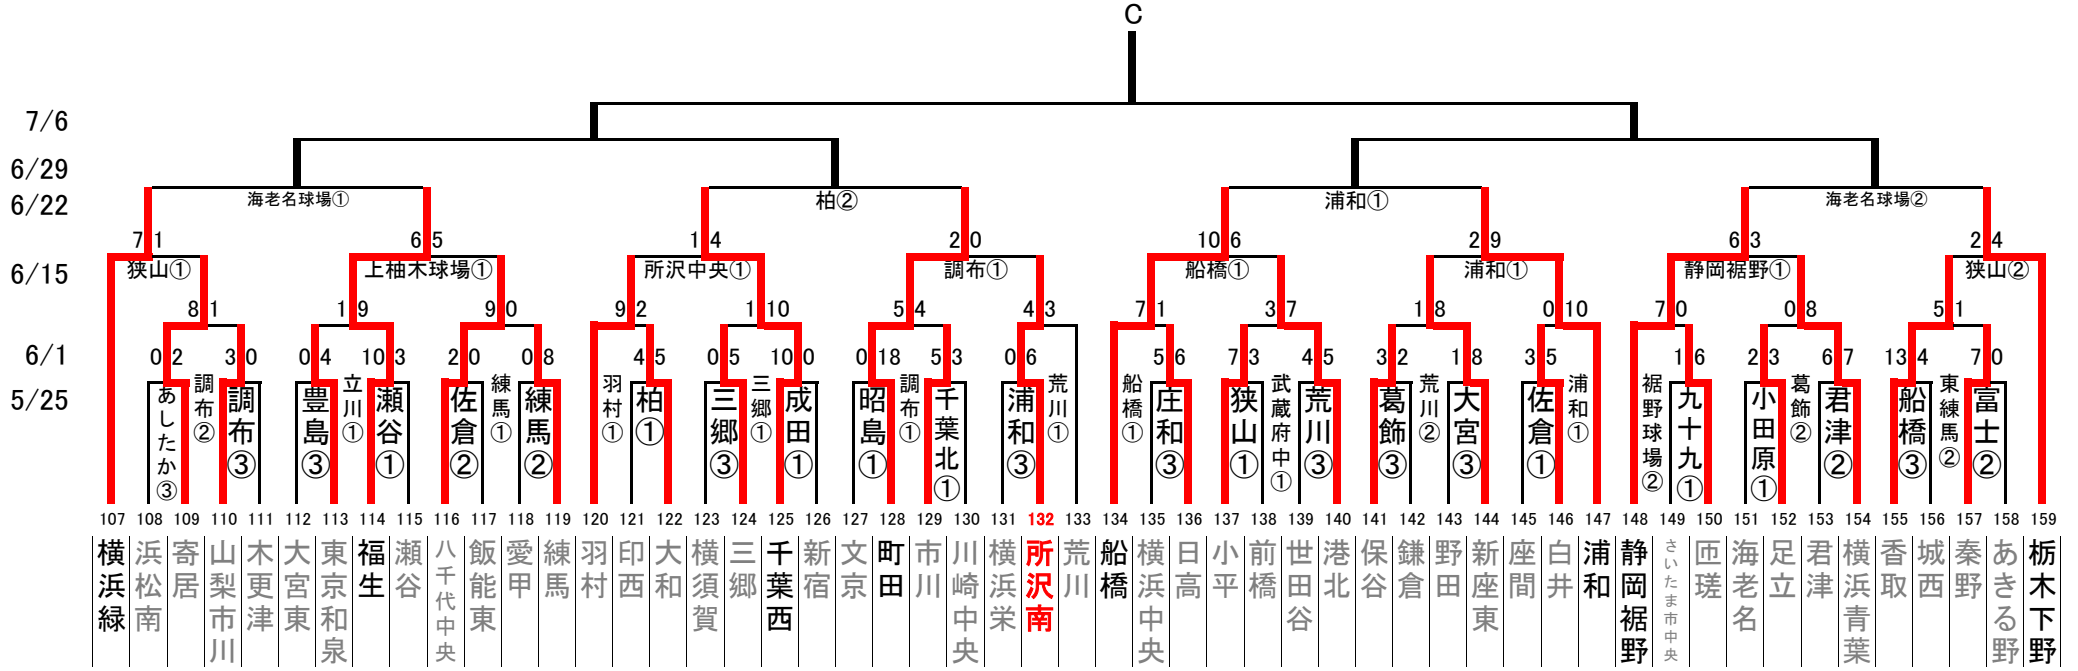 C
7/6
6/29
6/22
海老名球場① 柏② 浦和① 海老名球場②
7 1 6 5 1 4 2 0 10 6 2 9 6 3 2 4
6/15
狭山① 上柚木球場① 所沢中央① 調布① 船橋① 浦和① 静岡裾野① 狭山②
8 1 1 9 9 0 9 2 1 10 5 4 4 3 7 1 3 7 1 8 0 10 7 0 0 8 5 1
6/1
0 2 3 0 0 4 10 3 2 0 0 8 4 5 0 5 10 0 0 18 5 3 0 6 5 6 7 3 4 5 3 2 1 8 3 5 1 6 2 3 6 7 13 4 7 0
5/25
あしたか③ 調布② 調布③ 豊島③ 立川① 瀬谷① 佐倉② 練馬① 練馬② 羽村① 柏① 三郷③ 三郷① 成田① 昭島① 調布① 千葉北① 浦和③ 荒川① 船橋① 庄和③ 狭山① 武蔵府中① 荒川③ 葛飾③ 荒川② 大宮③ 佐倉① 浦和① 裾野球場② 九十九① 小田原① 葛飾② 君津② 船橋③ 東練馬② 富士②
107 108 109 110 111 112 113 114 115 116 117 118 119 120 121 122 123 124 125 126 127 128 129 130 131 132 133 134 135 136 137 138 139 140 141 142 143 144 145 146 147 148 149 150 151 152 153 154 155 156 157 158 159
横浜緑
浜松南
寄居
山梨市川
木更津
大宮東
東京和泉
福生
瀬谷
八千代中央
飯能東
愛甲
練馬
羽村
印西
大和
横須賀
三郷
千葉西
新宿
文京
町田
市川
川崎中央
横浜栄
所沢南
荒川
船橋
横浜中央
日高
小平
前橋
世田谷
港北
保谷
鎌倉
野田
新座東
座間
白井
浦和
静岡裾野
さいたま市中央
匝瑳
海老名
足立
君津
横浜青葉
香取
城西
秦野
あきる野
栃木下野